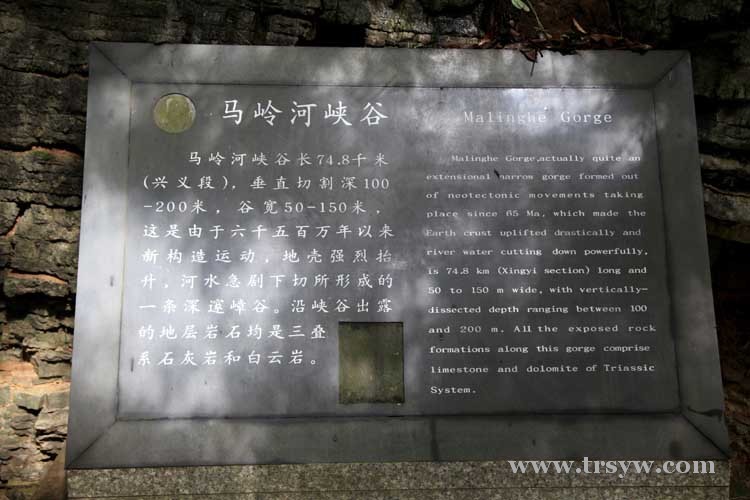 马岭河峡谷
马岭河峡谷长74.8千米
(兴义段)，垂直切割深100
-200米，谷宽50-150米，
这是由于六千五百万年以来
新构造运动，地壳强烈抬
升，河水急剧下切所形成的
一条深邃嶂谷。沿峡谷出露
的地层岩石均是三叠
系石灰岩和白云岩。
Malinghe Gorge
Malinghe Gorge,actually quite an
extensional narrom gorge formed out
of neotectonic movements taking
place since 65 Ma, which made the
Earth crust uplifted drastically and
river water cutting down powerfully,
is 74.8 km (Xingyi section) long and
50 to 150 m wide, with vertically-
dissected depth ranging between 100
and 200 m. All the exposed rock
formations along this gorge comprise
limestone and dolomite of Triassic
System.
www.trsyw.com